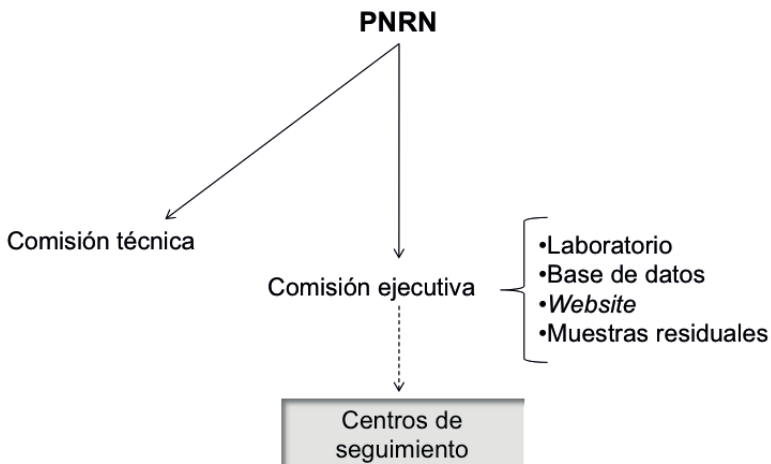 PNRN
Comisión técnica
Comisión ejecutiva
•Laboratorio
•Base de datos
•Website
•Muestras residuales
Centros de
seguimiento